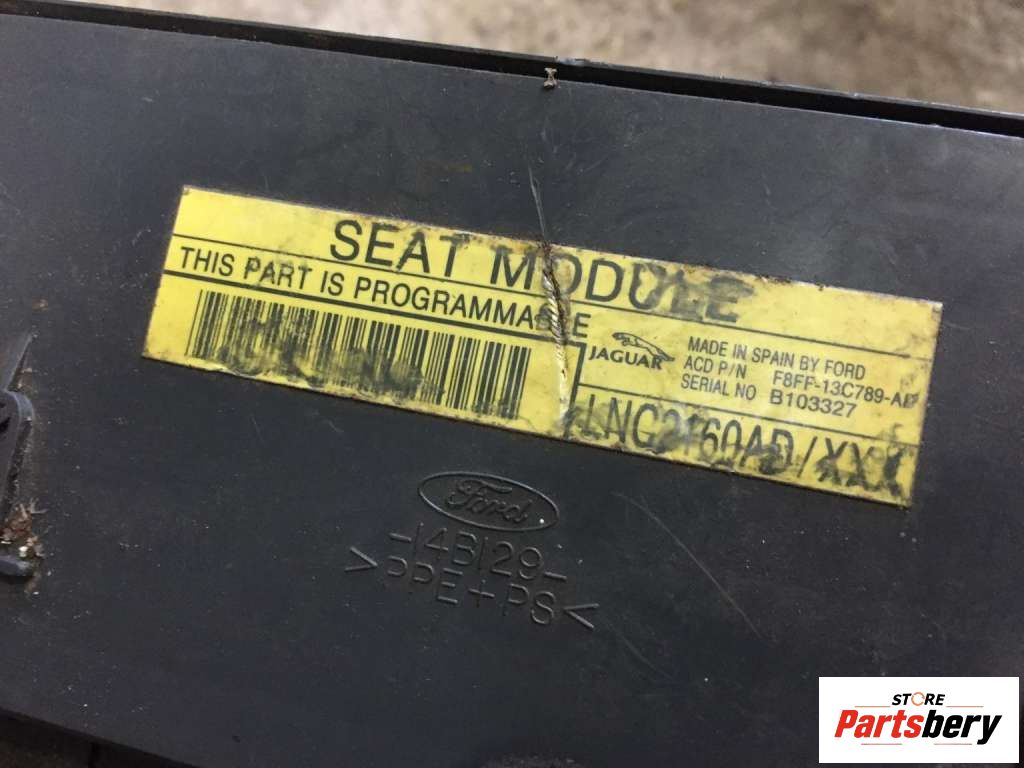 SEAT MODULE
THIS PART IS PROGRAMMABLE
JAGUAR
MADE IN SPAIN BY FORD
ACD P/N F8FF-13C789-
SERIAL NO B103327
LNG2160AD/XXX
Ford
-14B129-
>PPE+PS<
STORE
Partsbery